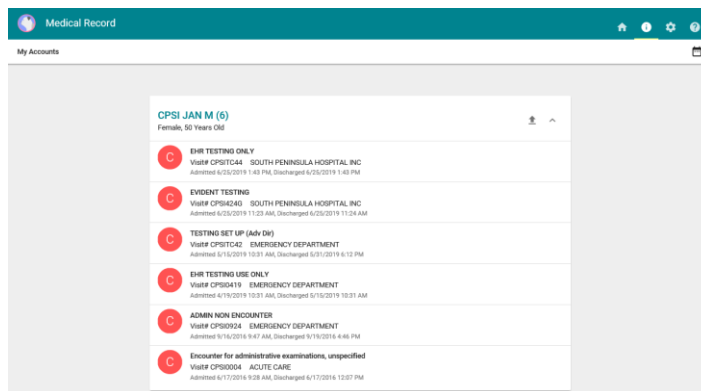 Medical Record
My Accounts
CPSI JAN M (6)
Female, 50 Years Old
C
EHR TESTING ONLY
Visit# CPSITC44 SOUTH PENINSULA HOSPITAL INC
Admitted 6/25/2019 1:43 PM, Discharged 6/25/2019 1:43 PM
C
EVIDENT TESTING
Visit# CPSI424G SOUTH PENINSULA HOSPITAL INC
Admitted 6/25/2019 11:23 AM, Discharged 6/25/2019 11:24 AM
C
TESTING SET UP (Adv Dir)
Visit# CPSITC42 EMERGENCY DEPARTMENT
Admitted 5/15/2019 10:31 AM, Discharged 5/31/2019 6:12 PM
C
EHR TESTING USE ONLY
Visit# CPSI0419 EMERGENCY DEPARTMENT
Admitted 4/19/2019 10:31 AM, Discharged 5/15/2019 10:31 AM
C
ADMIN NON ENCOUNTER
Visit# CPSI0924 EMERGENCY DEPARTMENT
Admitted 9/16/2016 9:47 AM, Discharged 9/19/2016 4:46 PM
C
Encounter for administrative examinations, unspecified
Visit# CPSI0004 ACUTE CARE
Admitted 6/17/2016 9:28 AM, Discharged 6/17/2016 12:07 PM